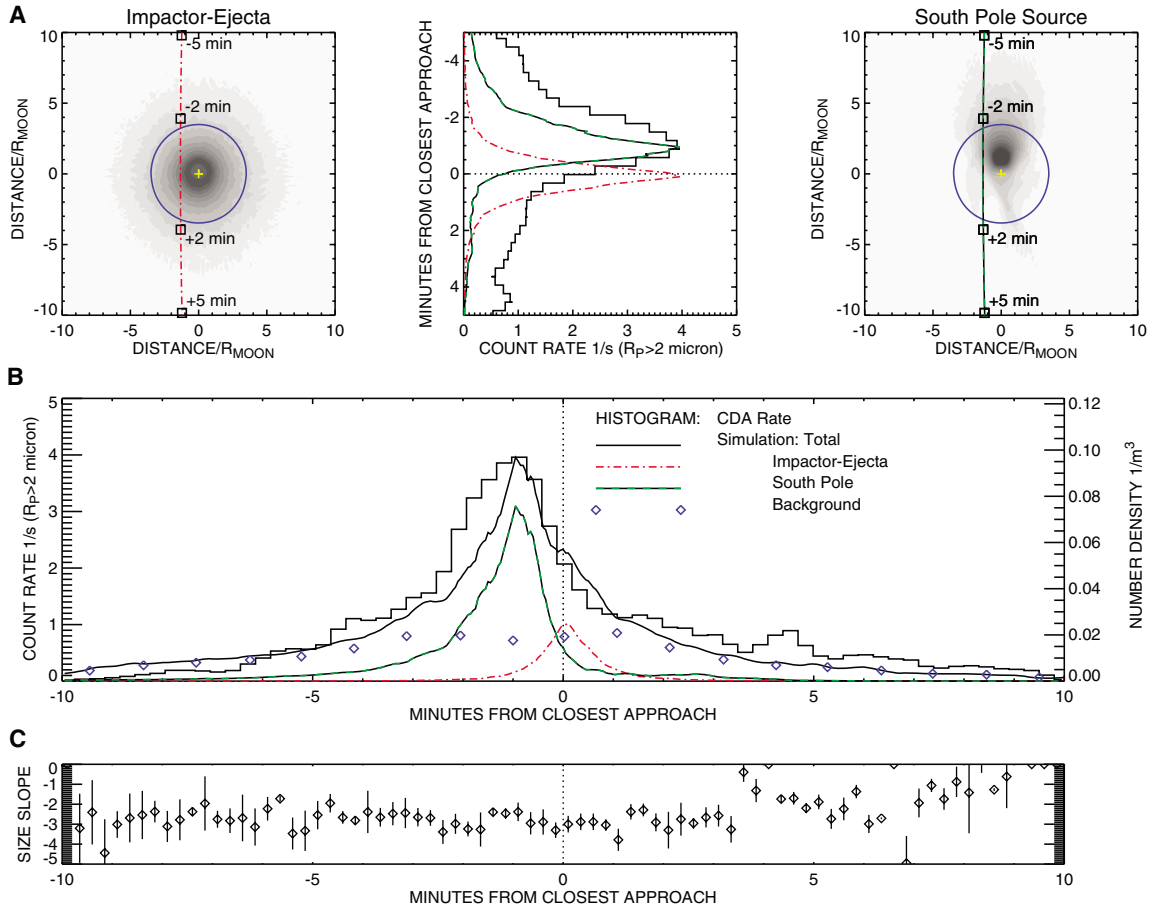 A
Impactor-Ejecta
South Pole Source
10
5
0
-5
-10
DISTANCE/RMOON
-5 min
-2 min
+2 min
+5 min
-10 -5 0 5 10
DISTANCE/RMOON
MINUTES FROM CLOSEST APPROACH
-4
-2
0
2
4
0 1 2 3 4 5
COUNT RATE 1/s (RP>2 micron)
10
5
0
-5
-10
DISTANCE/RMOON
-5 min
-2 min
+2 min
+5 min
-10 -5 0 5 10
DISTANCE/RMOON
B
COUNT RATE 1/s (RP>2 micron)
5
4
3
2
1
0
HISTOGRAM: CDA Rate
Simulation: Total
Impactor-Ejecta
South Pole
Background
0.12
0.10
0.08
0.06
0.04
0.02
0.00
NUMBER DENSITY 1/m3
-10 -5 0 5 10
MINUTES FROM CLOSEST APPROACH
C
SIZE SLOPE
0
-1
-2
-3
-4
-5
-10 -5 0 5 10
MINUTES FROM CLOSEST APPROACH